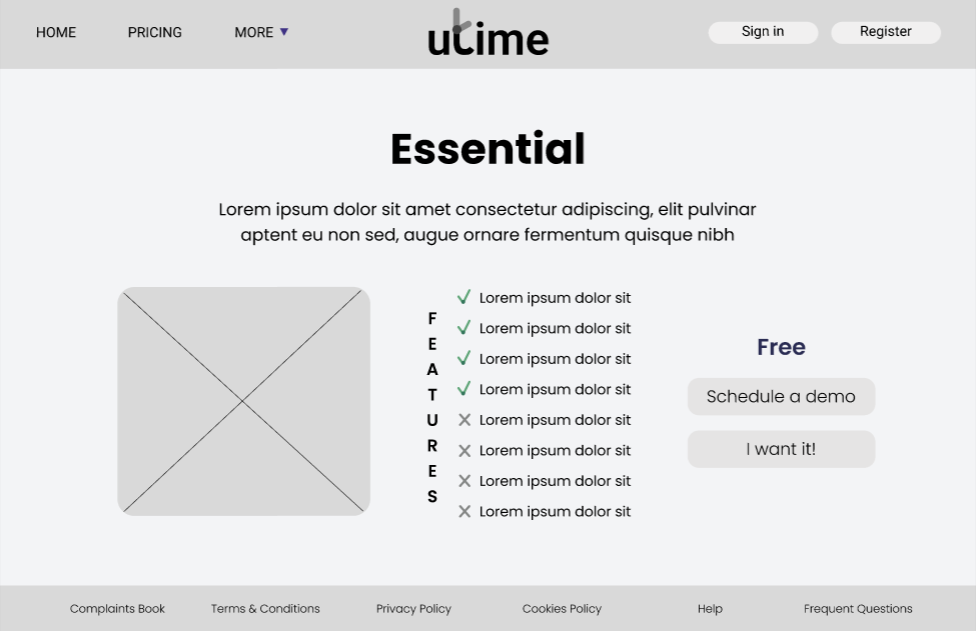 HOME PRICING MORE utime Sign in Register
Essential
Lorem ipsum dolor sit amet consectetur adipiscing, elit pulvinar
aptent eu non sed, augue ornare fermentum quisque nibh
FEATURES
Lorem ipsum dolor sit
Lorem ipsum dolor sit
Lorem ipsum dolor sit
Lorem ipsum dolor sit
Lorem ipsum dolor sit
Lorem ipsum dolor sit
Lorem ipsum dolor sit
Lorem ipsum dolor sit
Free
Schedule a demo
I want it!
Complaints Book Terms & Conditions Privacy Policy Cookies Policy Help Frequent Questions